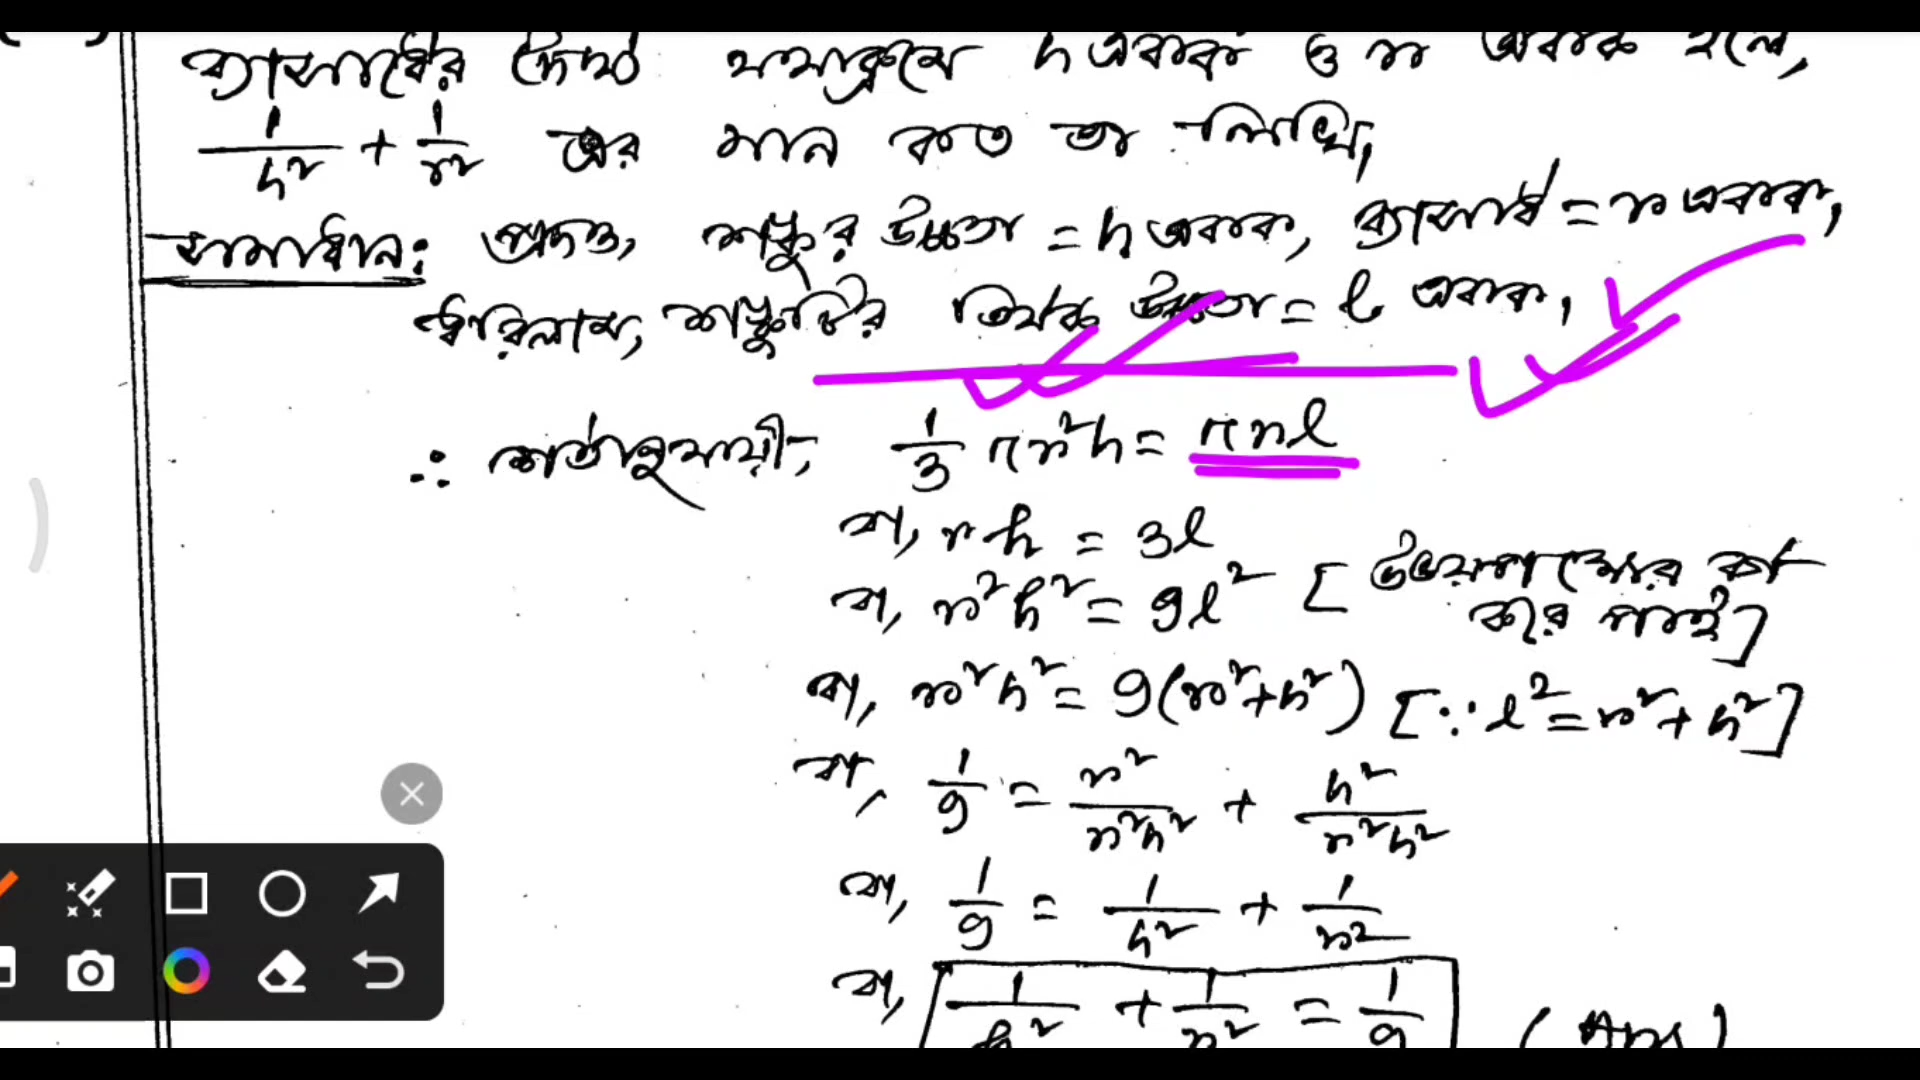 ব্যাসার্ধের দৈর্ঘ্য যথাক্রমে h একক ও r একক হলে,
1/h² + 1/r² এর মান কত তা লিখি,
সমাধান: প্রদত্ত, শঙ্কুর উচ্চতা = h একক, ব্যাসার্ধ = r একক,
ধরিলাম, শঙ্কুটির তির্যক উচ্চতা = l একক,
∴ শর্তানুযায়ী, 1/3 πr²h = πrl
বা, rh = 3l
বা, r²h² = 9l² [উভয়পক্ষের বর্গ
করে পাই]
বা, r²h² = 9(r²+h²) [∵ l² = r² + h²]
বা, 1/9 = r²/r²h² + h²/r²h²
বা, 1/9 = 1/h² + 1/r²
বা, 1/h² + 1/r² = 1/9 (Ans)